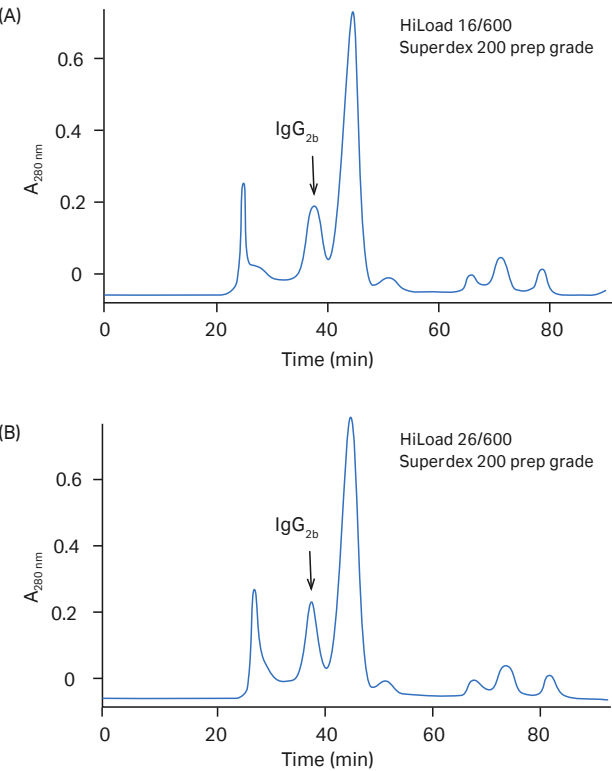 (A)
HiLoad 16/600
Superdex 200 prep grade
IgG2b
A280 nm
0.6
0.4
0.2
0
0 20 40 60 80
Time (min)
(B)
HiLoad 26/600
Superdex 200 prep grade
IgG2b
A280 nm
0.6
0.4
0.2
0
0 20 40 60 80
Time (min)